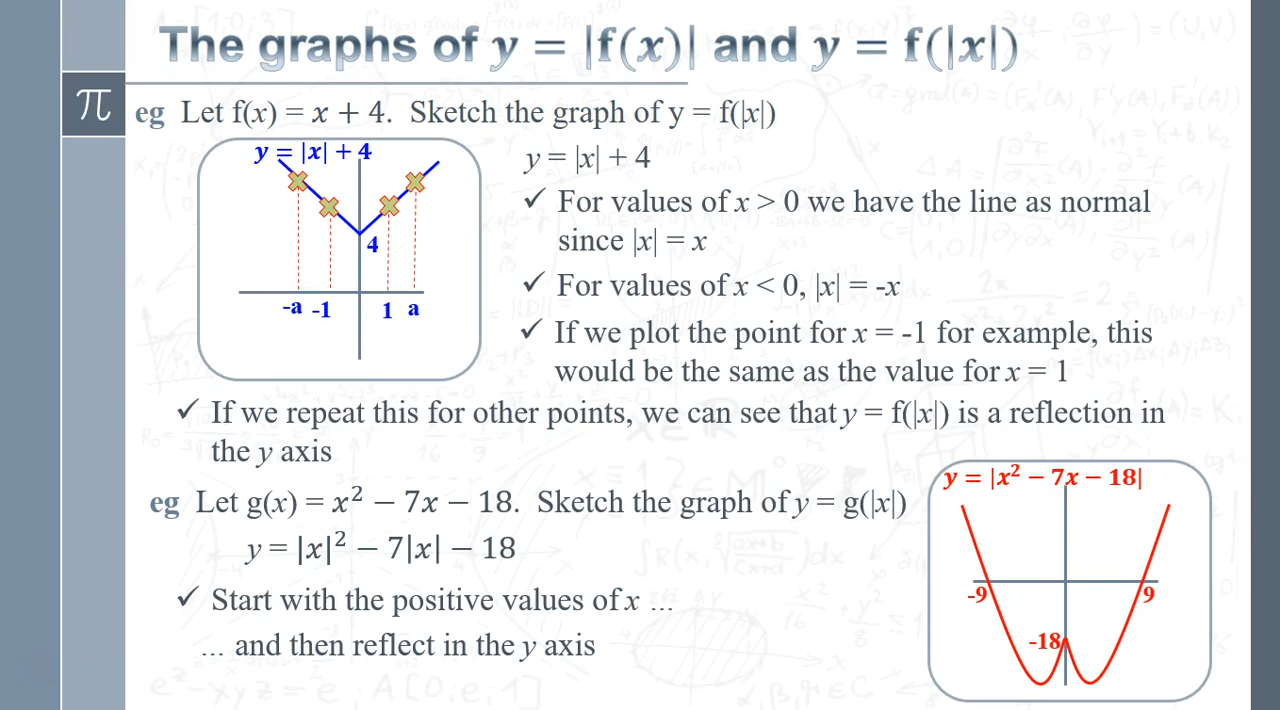 The graphs of y = |f(x)| and y = f(|x|)
π
eg Let f(x) = x + 4. Sketch the graph of y = f(|x|)
y = |x| + 4
4
-a -1 1 a
y = |x| + 4
✓ For values of x > 0 we have the line as normal
since |x| = x
✓ For values of x < 0, |x| = -x
✓ If we plot the point for x = -1 for example, this
would be the same as the value for x = 1
✓ If we repeat this for other points, we can see that y = f(|x|) is a reflection in
the y axis
eg Let g(x) = x² − 7x − 18. Sketch the graph of y = g(|x|)
y = |x|² − 7|x| − 18
✓ Start with the positive values of x ...
... and then reflect in the y axis
y = |x² − 7x − 18|
-9 9
-18